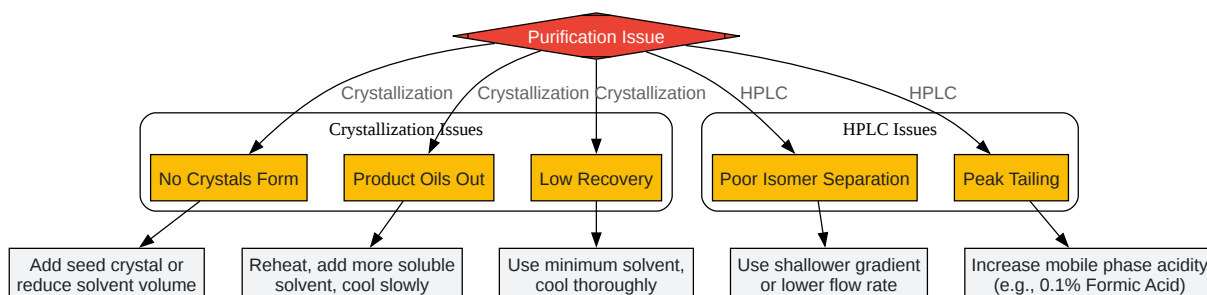 Purification Issue
Crystallization
Crystallization
Crystallization
HPLC
HPLC
Crystallization Issues
HPLC Issues
No Crystals Form
Product Oils Out
Low Recovery
Poor Isomer Separation
Peak Tailing
Add seed crystal or
reduce solvent volume
Reheat, add more soluble
solvent, cool slowly
Use minimum solvent,
cool thoroughly
Use shallower gradient
or lower flow rate
Increase mobile phase acidity
(e.g., 0.1% Formic Acid)